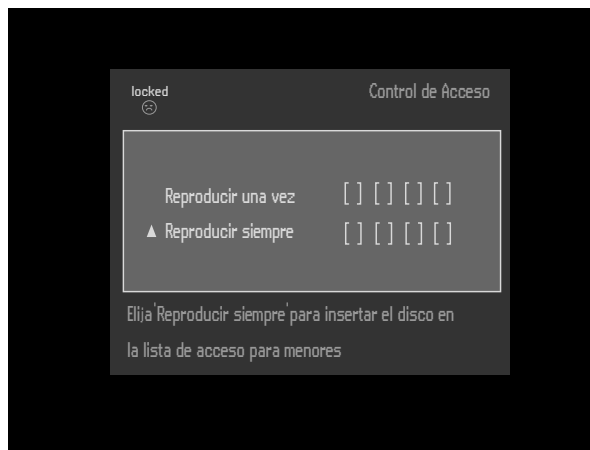 locked
Control de Acceso
Reproducir una vez [ ] [ ] [ ] [ ]
▲ Reproducir siempre [ ] [ ] [ ] [ ]
Elija'Reproducir siempre'para insertar el disco en
la lista de acceso para menores